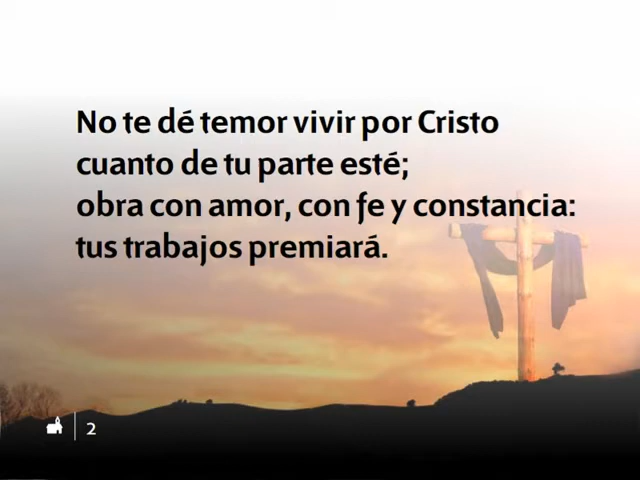 No te dé temor vivir por Cristo
cuanto de tu parte esté;
obra con amor, con fe y constancia:
tus trabajos premiará.
2